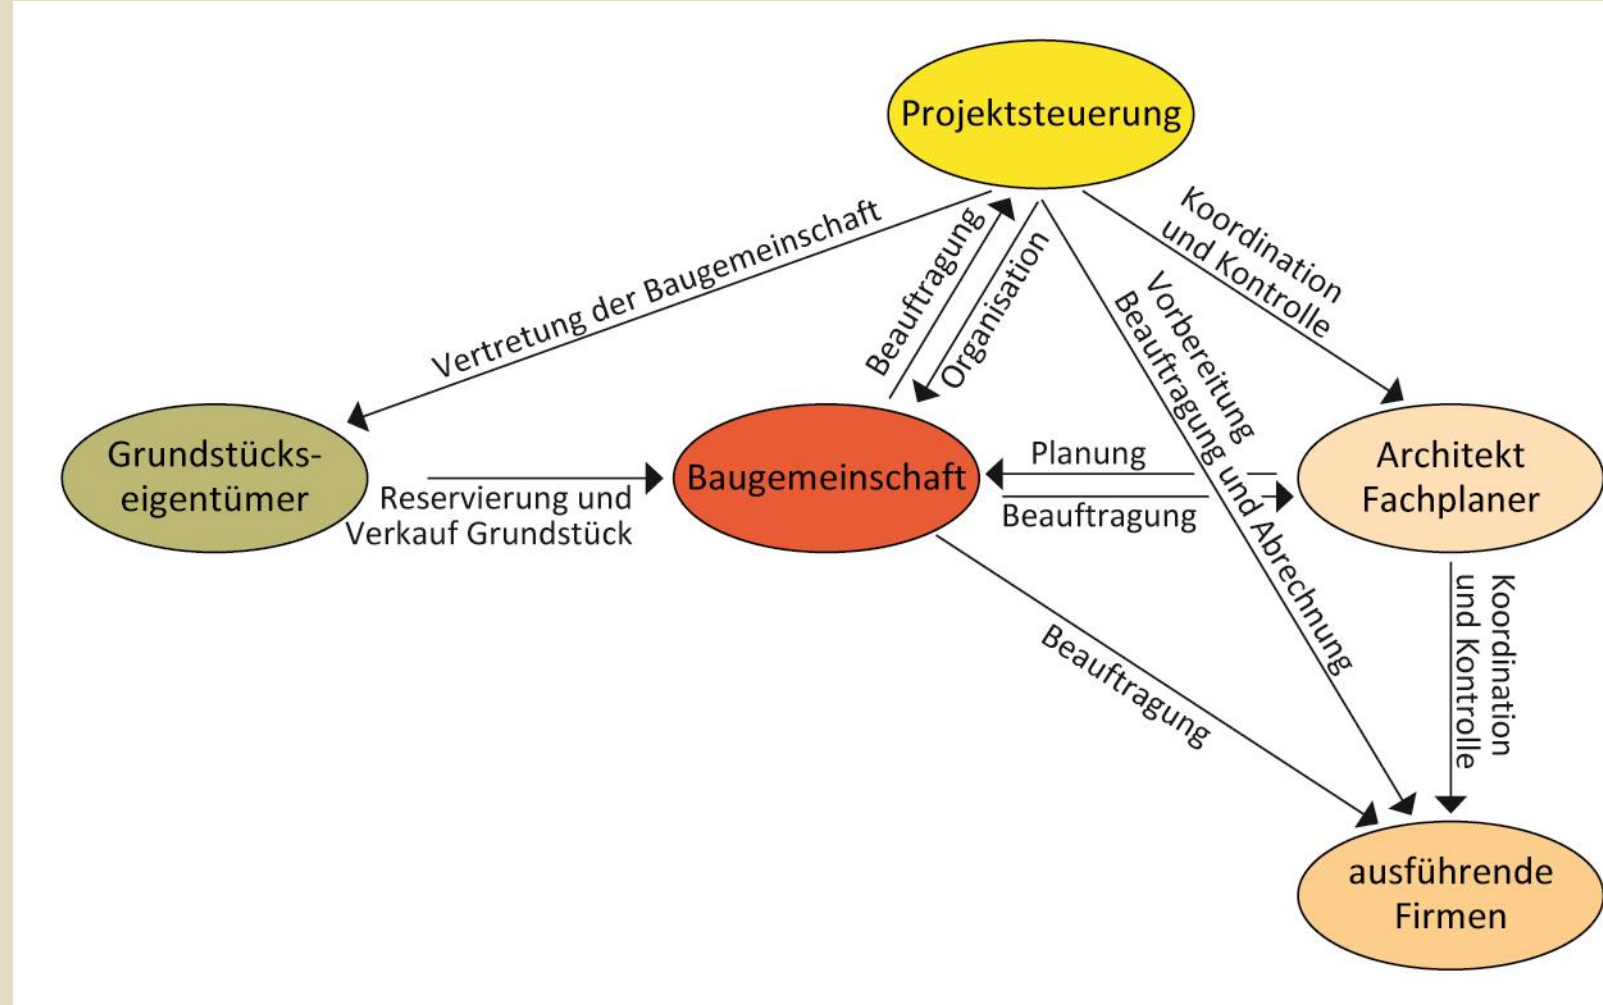 Projektsteuerung
Vertretung der Baugemeinschaft
Beauftragung
Organisation
Koordination
und Kontrolle
Vorbereitung
Beauftragung und Abrechnung
Grundstücks-
eigentümer
Reservierung und
Verkauf Grundstück
Baugemeinschaft
Planung
Beauftragung
Architekt
Fachplaner
Beauftragung
Koordination
und Kontrolle
ausführende
Firmen